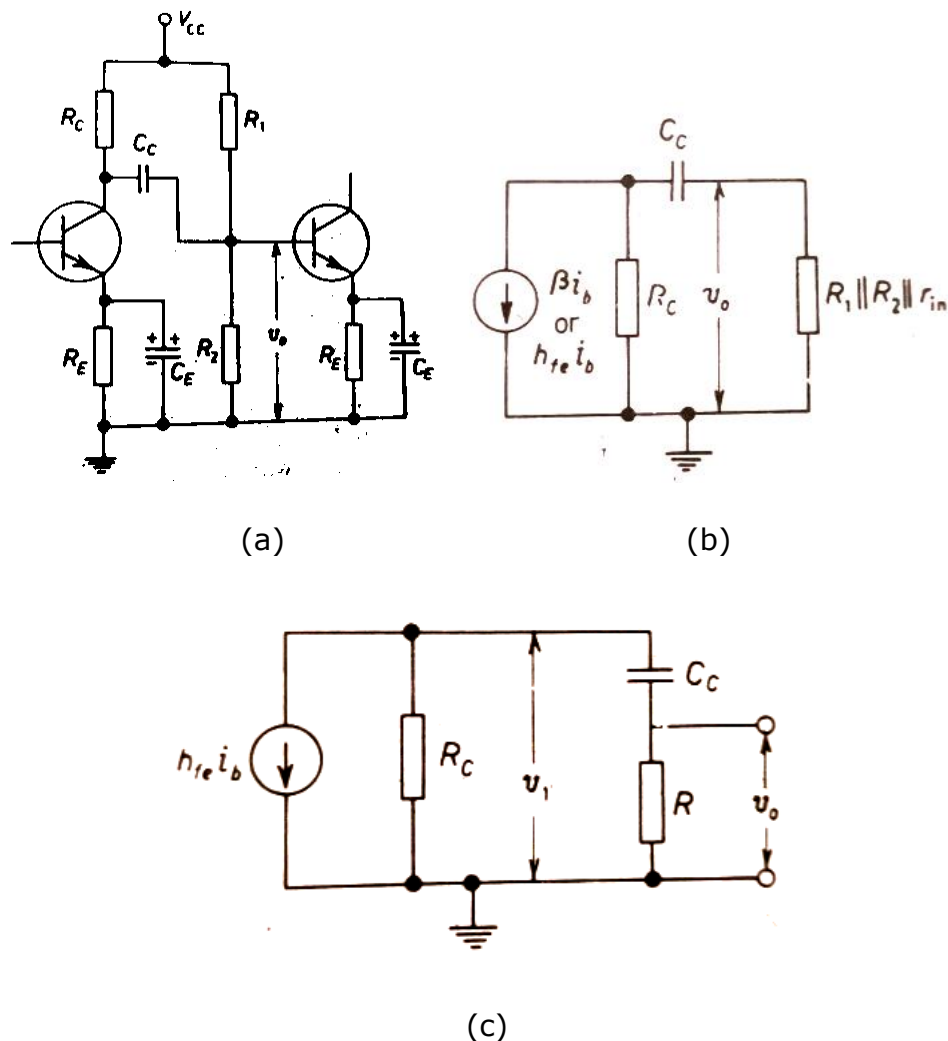 V_CC
R_C
R_1
C_C
R_E
C_E
R_2
v_o
R_E
C_E
(a)
C_C
βi_b
or
h_fe i_b
R_C
v_o
R_1||R_2||r_in
(b)
h_fe i_b
R_C
v_1
C_C
R
v_o
(c)